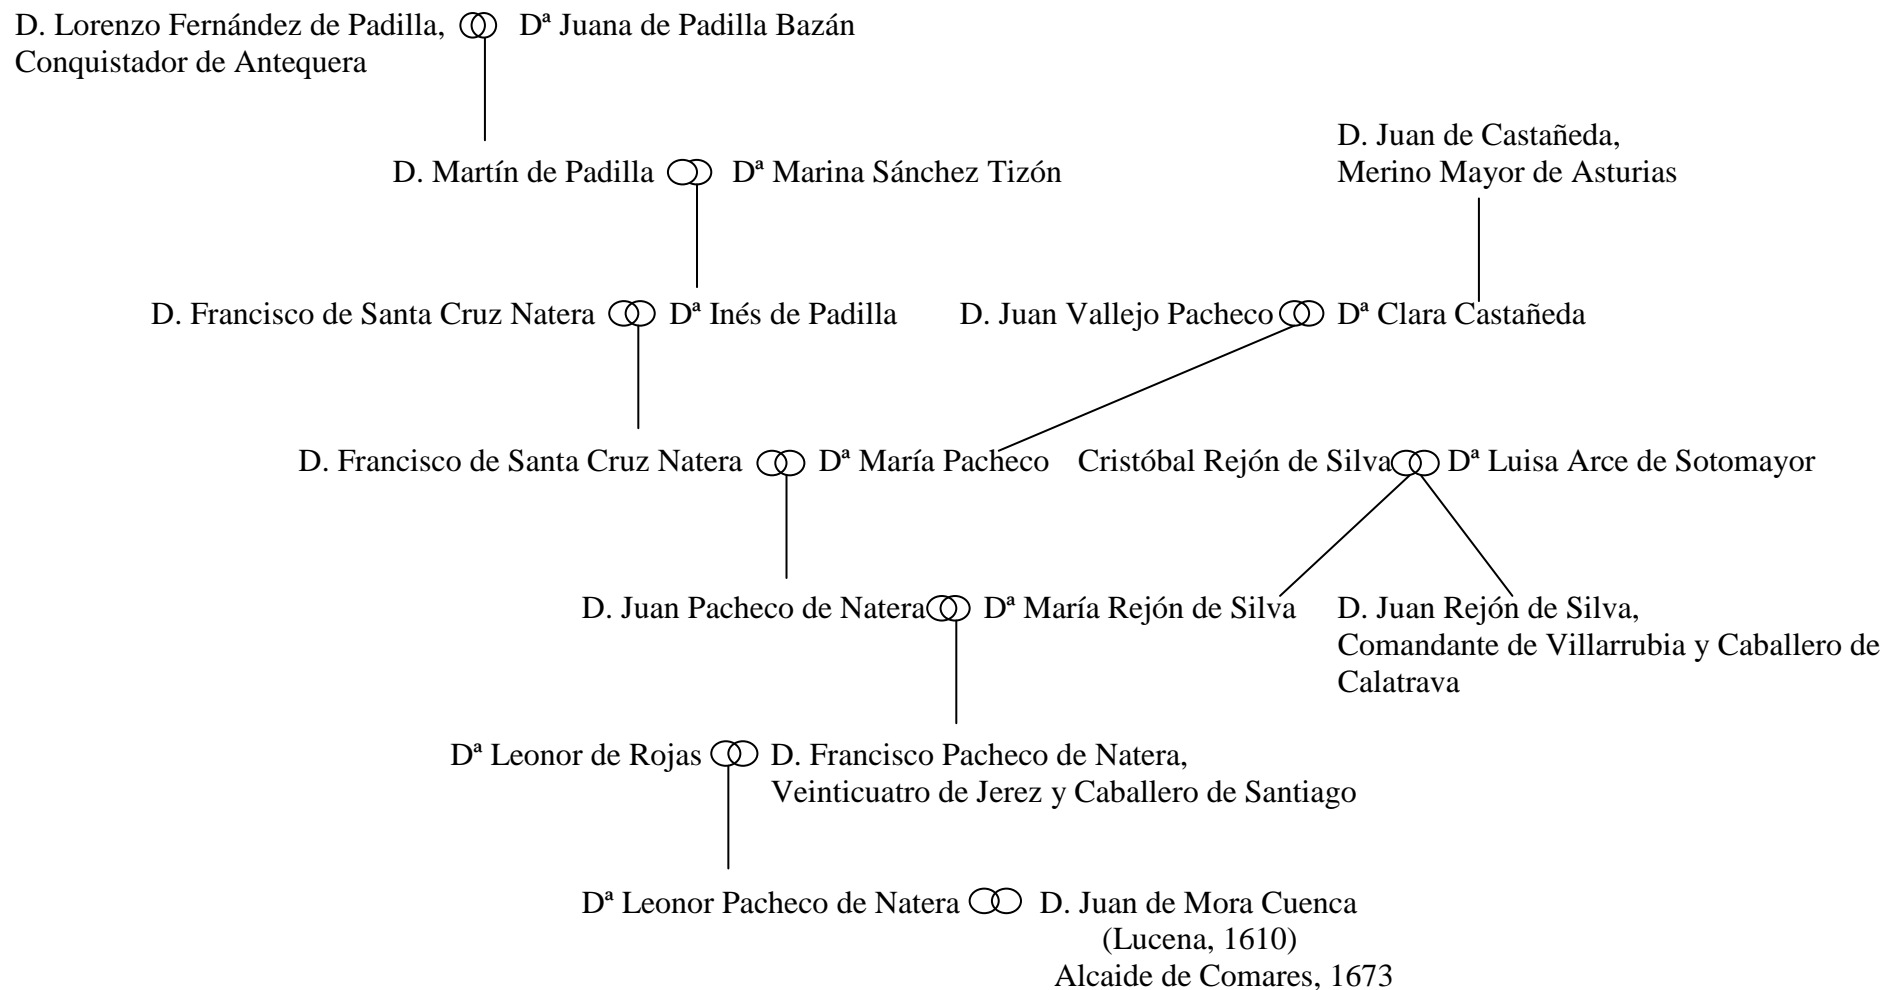 D. Lorenzo Fernández de Padilla, Dª Juana de Padilla Bazán
Conquistador de Antequera
D. Juan de Castañeda,
D. Martín de Padilla Dª Marina Sánchez Tizón Merino Mayor de Asturias
D. Francisco de Santa Cruz Natera Dª Inés de Padilla D. Juan Vallejo Pacheco Dª Clara Castañeda
D. Francisco de Santa Cruz Natera Dª María Pacheco Cristóbal Rejón de Silva Dª Luisa Arce de Sotomayor
D. Juan Pacheco de Natera Dª María Rejón de Silva D. Juan Rejón de Silva,
Comandante de Villarrubia y Caballero de
Calatrava
Dª Leonor de Rojas D. Francisco Pacheco de Natera,
Veinticuatro de Jerez y Caballero de Santiago
Dª Leonor Pacheco de Natera D. Juan de Mora Cuenca
(Lucena, 1610)
Alcaide de Comares, 1673